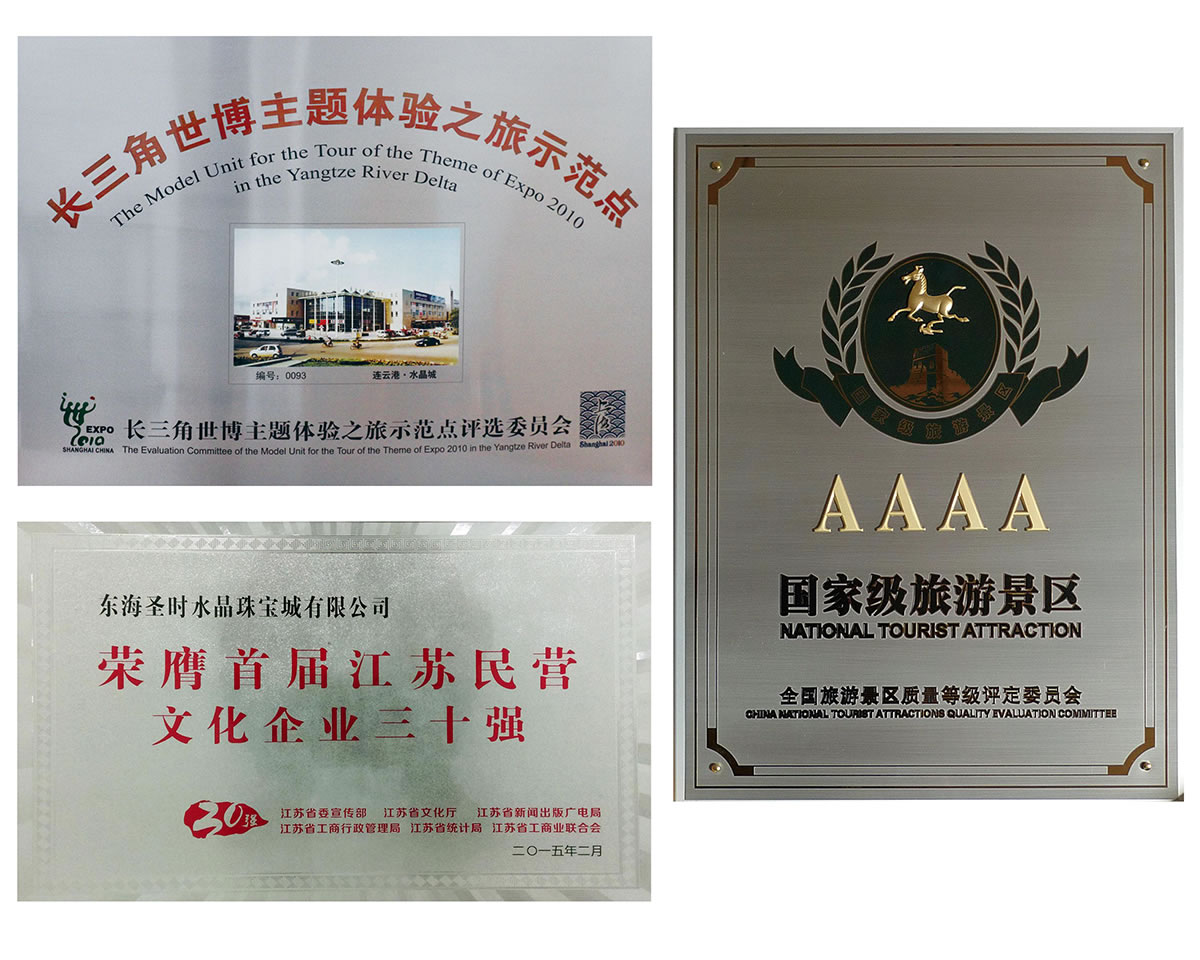 长三角世博主题体验之旅示范点
The Model Unit for the Tour of the Theme of Expo 2010
in the Yangtze River Delta
编号：0093 连云港·水晶城
EXPO
2010
SHANGHAI CHINA
长三角世博主题体验之旅示范点评选委员会
The Evaluation Committee of the Model Unit for the Tour of the Theme of Expo 2010 in the Yangtze River Delta
上海
Shanghai 2010
东海圣时水晶珠宝城有限公司
荣膺首届江苏民营
文化企业三十强
30强
江苏省委宣传部 江苏省文化厅 江苏省新闻出版广电局
江苏省工商行政管理局 江苏省统计局 江苏省工商业联合会
二〇一五年二月
国家级旅游景区
AAAA
国家级旅游景区
NATIONAL TOURIST ATTRACTION
全国旅游景区质量等级评定委员会
CHINA NATIONAL TOURIST ATTRACTIONS QUALITY EVALUATION COMMITTEE